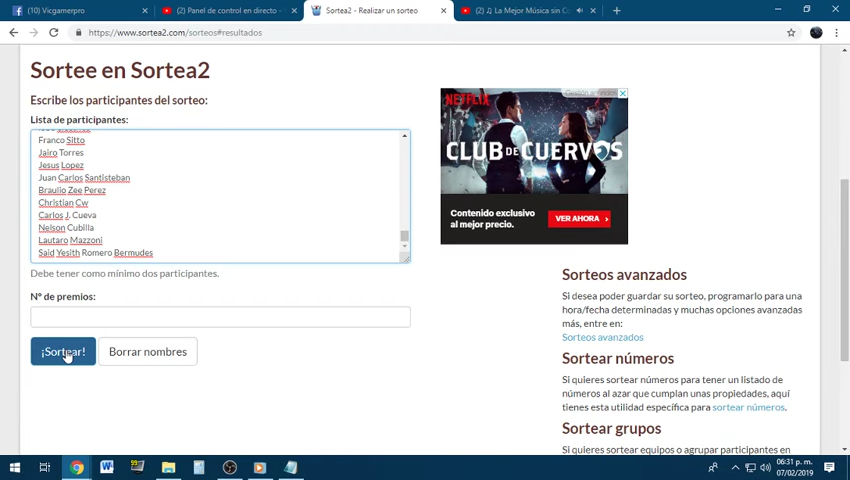 (10) Vicgamerpro
(2) Panel de control en directo -
Sortea2 - Realizar un sorteo
(2) ♫ La Mejor Música sin Co
https://www.sortea2.com/sorteos#resultados
Sortee en Sortea2
Escribe los participantes del sorteo:
Lista de participantes:
Franco Sitto
Jairo Torres
Jesus Lopez
Juan Carlos Santisteban
Braulio Zee Perez
Christian Cw
Carlos J. Cueva
Nelson Cubilla
Lautaro Mazzoni
Said Yesith Romero Bermudes
Debe tener como mínimo dos participantes.
Nº de premios:
¡Sortear!
Borrar nombres
NETFLIX
CLUB DE CUERVOS
Contenido exclusivo
al mejor precio.
VER AHORA
Sorteos avanzados
Si desea poder guardar su sorteo, programarlo para una
hora/fecha determinadas y muchas opciones avanzadas
más, entre en:
Sorteos avanzados
Sortear números
Si quieres sortear números para tener un listado de
números al azar que cumplan unas propiedades, aquí
tienes esta utilidad específica para sortear números.
Sortear grupos
Si quieres sortear equipos o agrupar participantes en
06:31 p. m.
07/02/2019